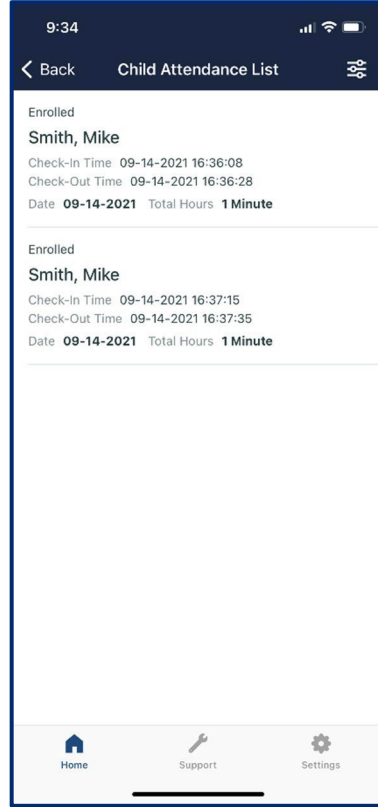 9:34
Back Child Attendance List
Enrolled
Smith, Mike
Check-In Time 09-14-2021 16:36:08
Check-Out Time 09-14-2021 16:36:28
Date 09-14-2021 Total Hours 1 Minute
Enrolled
Smith, Mike
Check-In Time 09-14-2021 16:37:15
Check-Out Time 09-14-2021 16:37:35
Date 09-14-2021 Total Hours 1 Minute
Home Support Settings